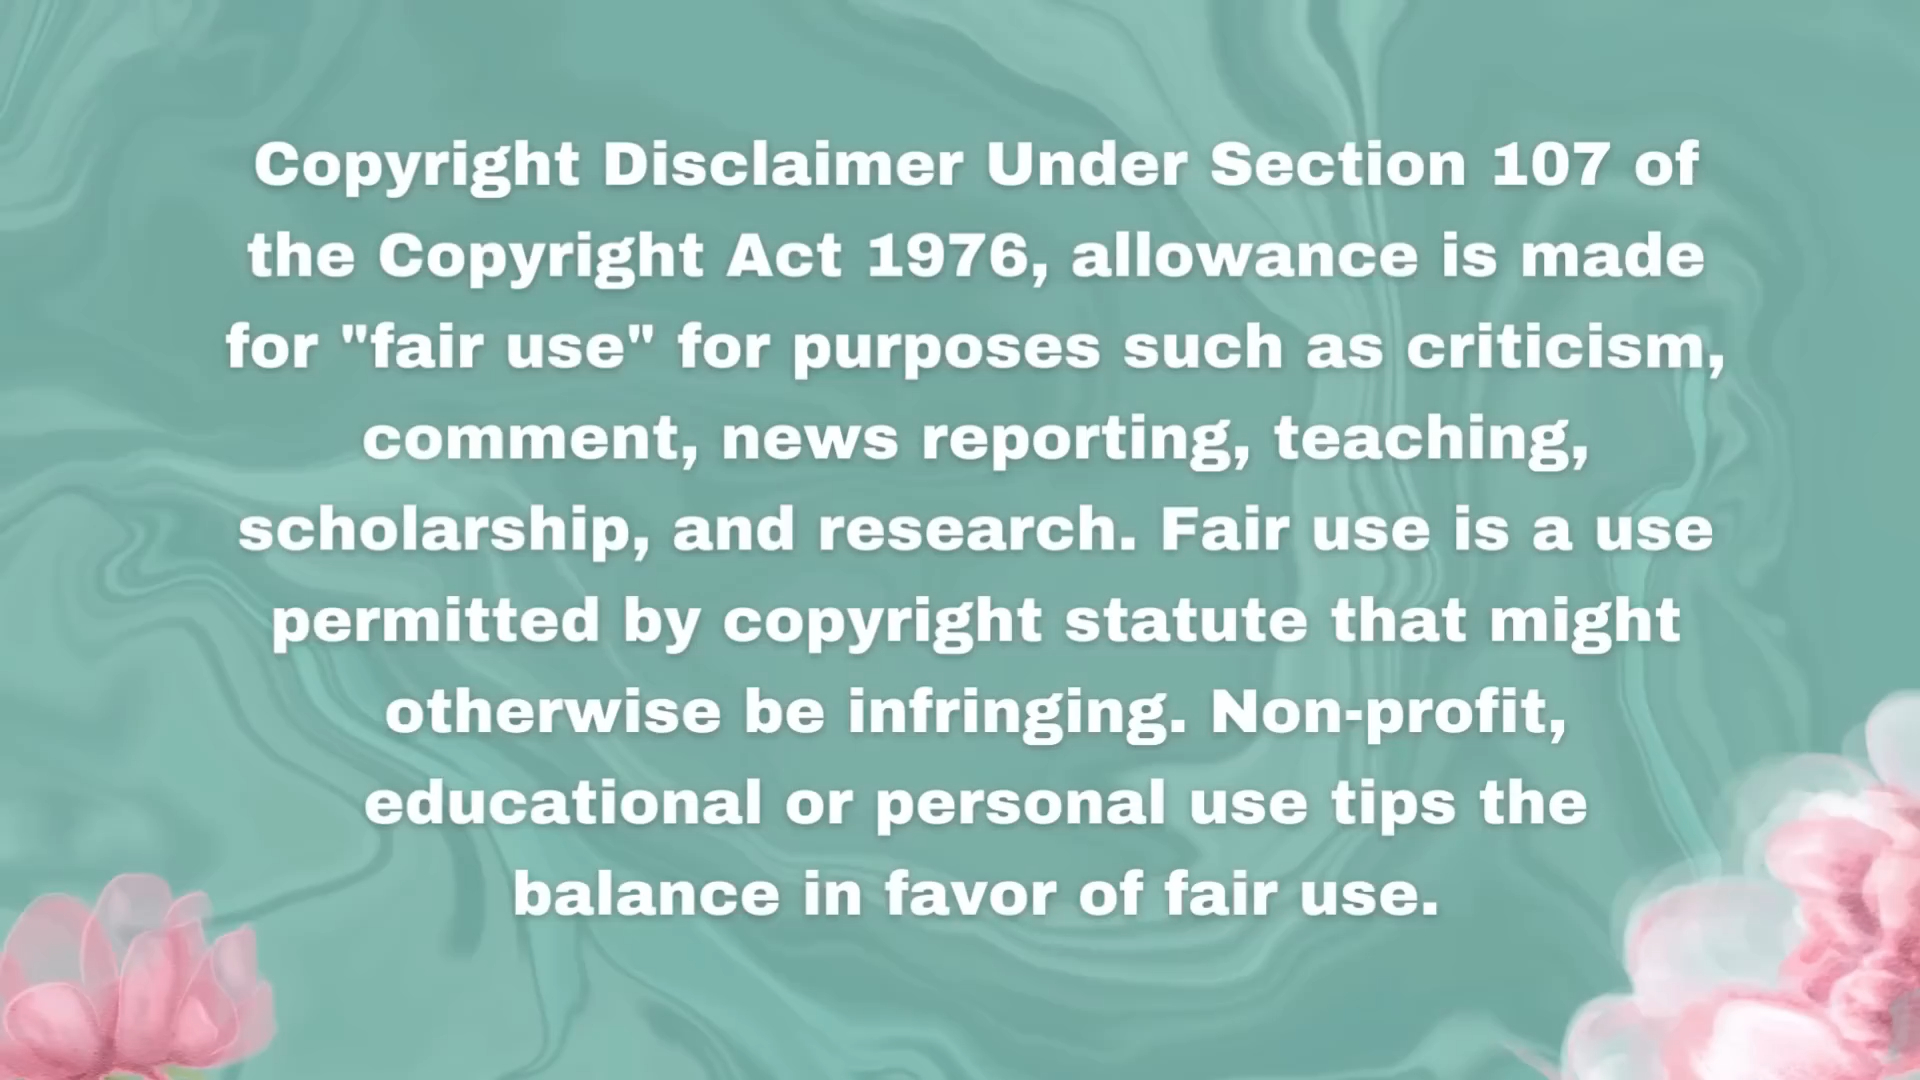 Copyright Disclaimer Under Section 107 of
the Copyright Act 1976, allowance is made
for "fair use" for purposes such as criticism,
comment, news reporting, teaching,
scholarship, and research. Fair use is a use
permitted by copyright statute that might
otherwise be infringing. Non-profit,
educational or personal use tips the
balance in favor of fair use.